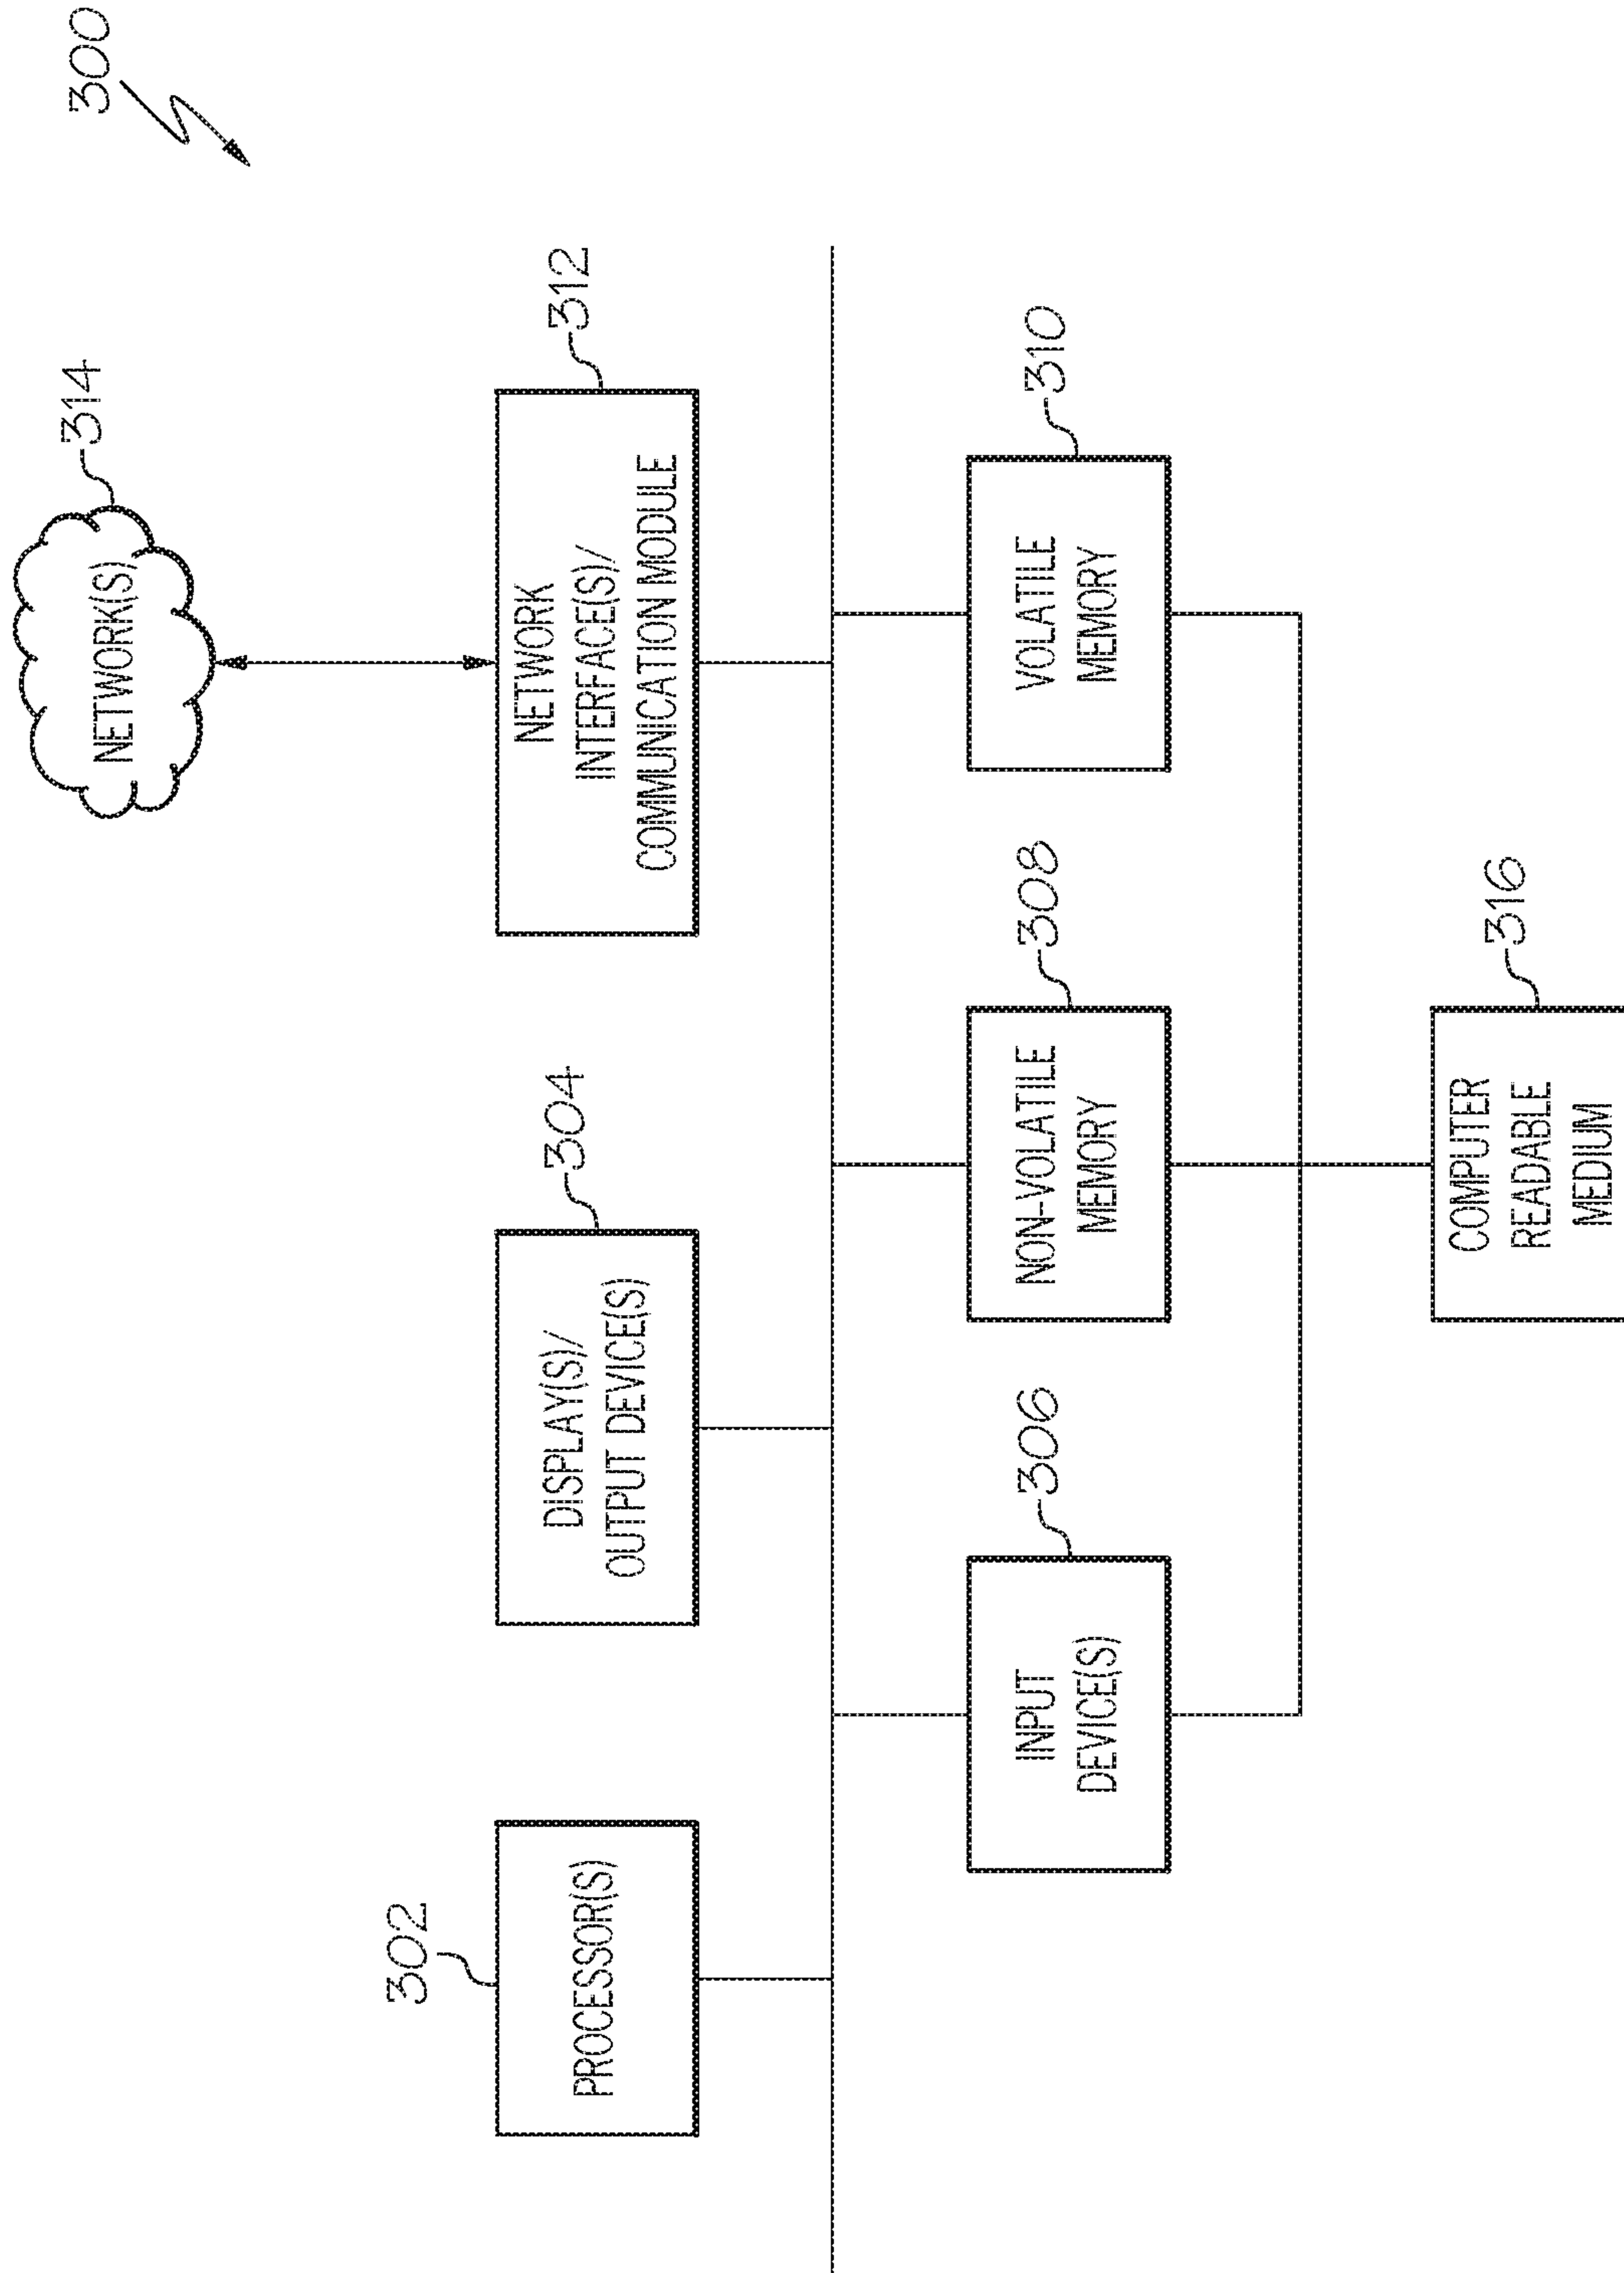 300
314
NETWORK(S)
302
PROCESSOR(S)
304
DISPLAY(S)/
OUTPUT DEVICE(S)
312
NETWORK
INTERFACE(S)/
COMMUNICATION MODULE
306
INPUT
DEVICE(S)
308
NON-VOLATILE
MEMORY
310
VOLATILE
MEMORY
316
COMPUTER
READABLE
MEDIUM